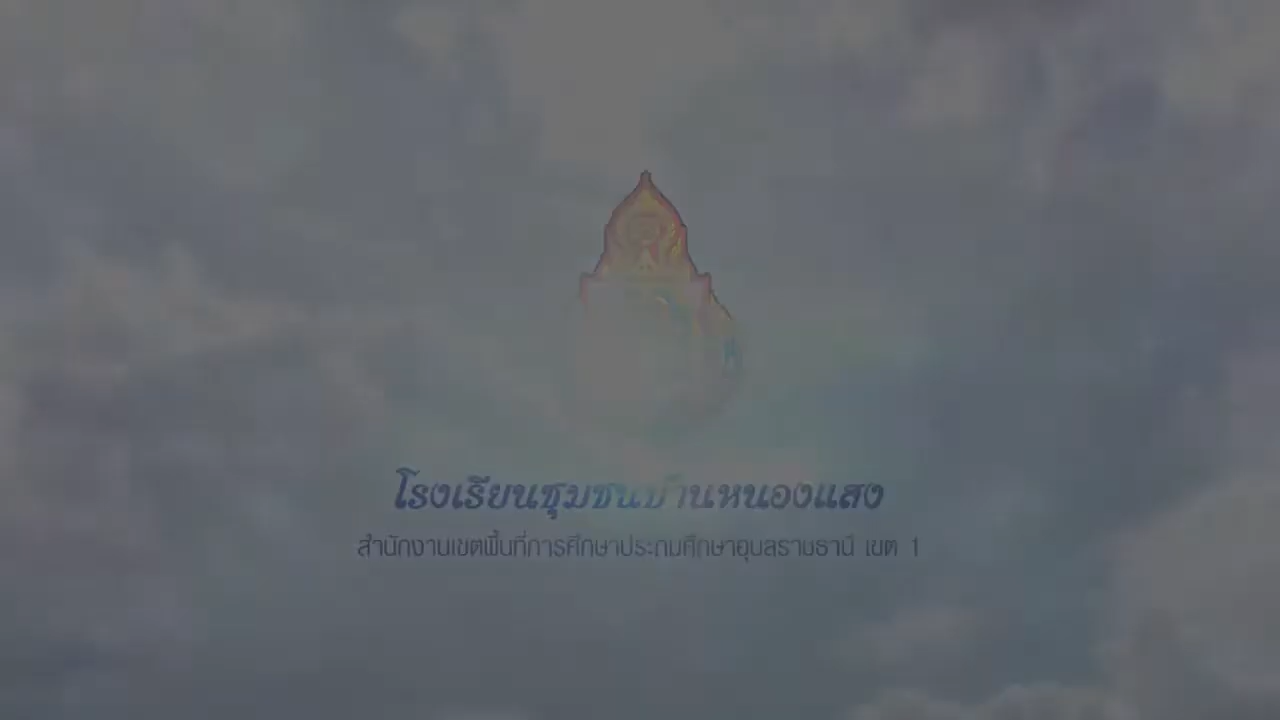 โรงเรียนชุมชนบ้านหนองแสง
สำนักงานเขตพื้นที่การศึกษาประถมศึกษาอุบลราชธานี เขต 1